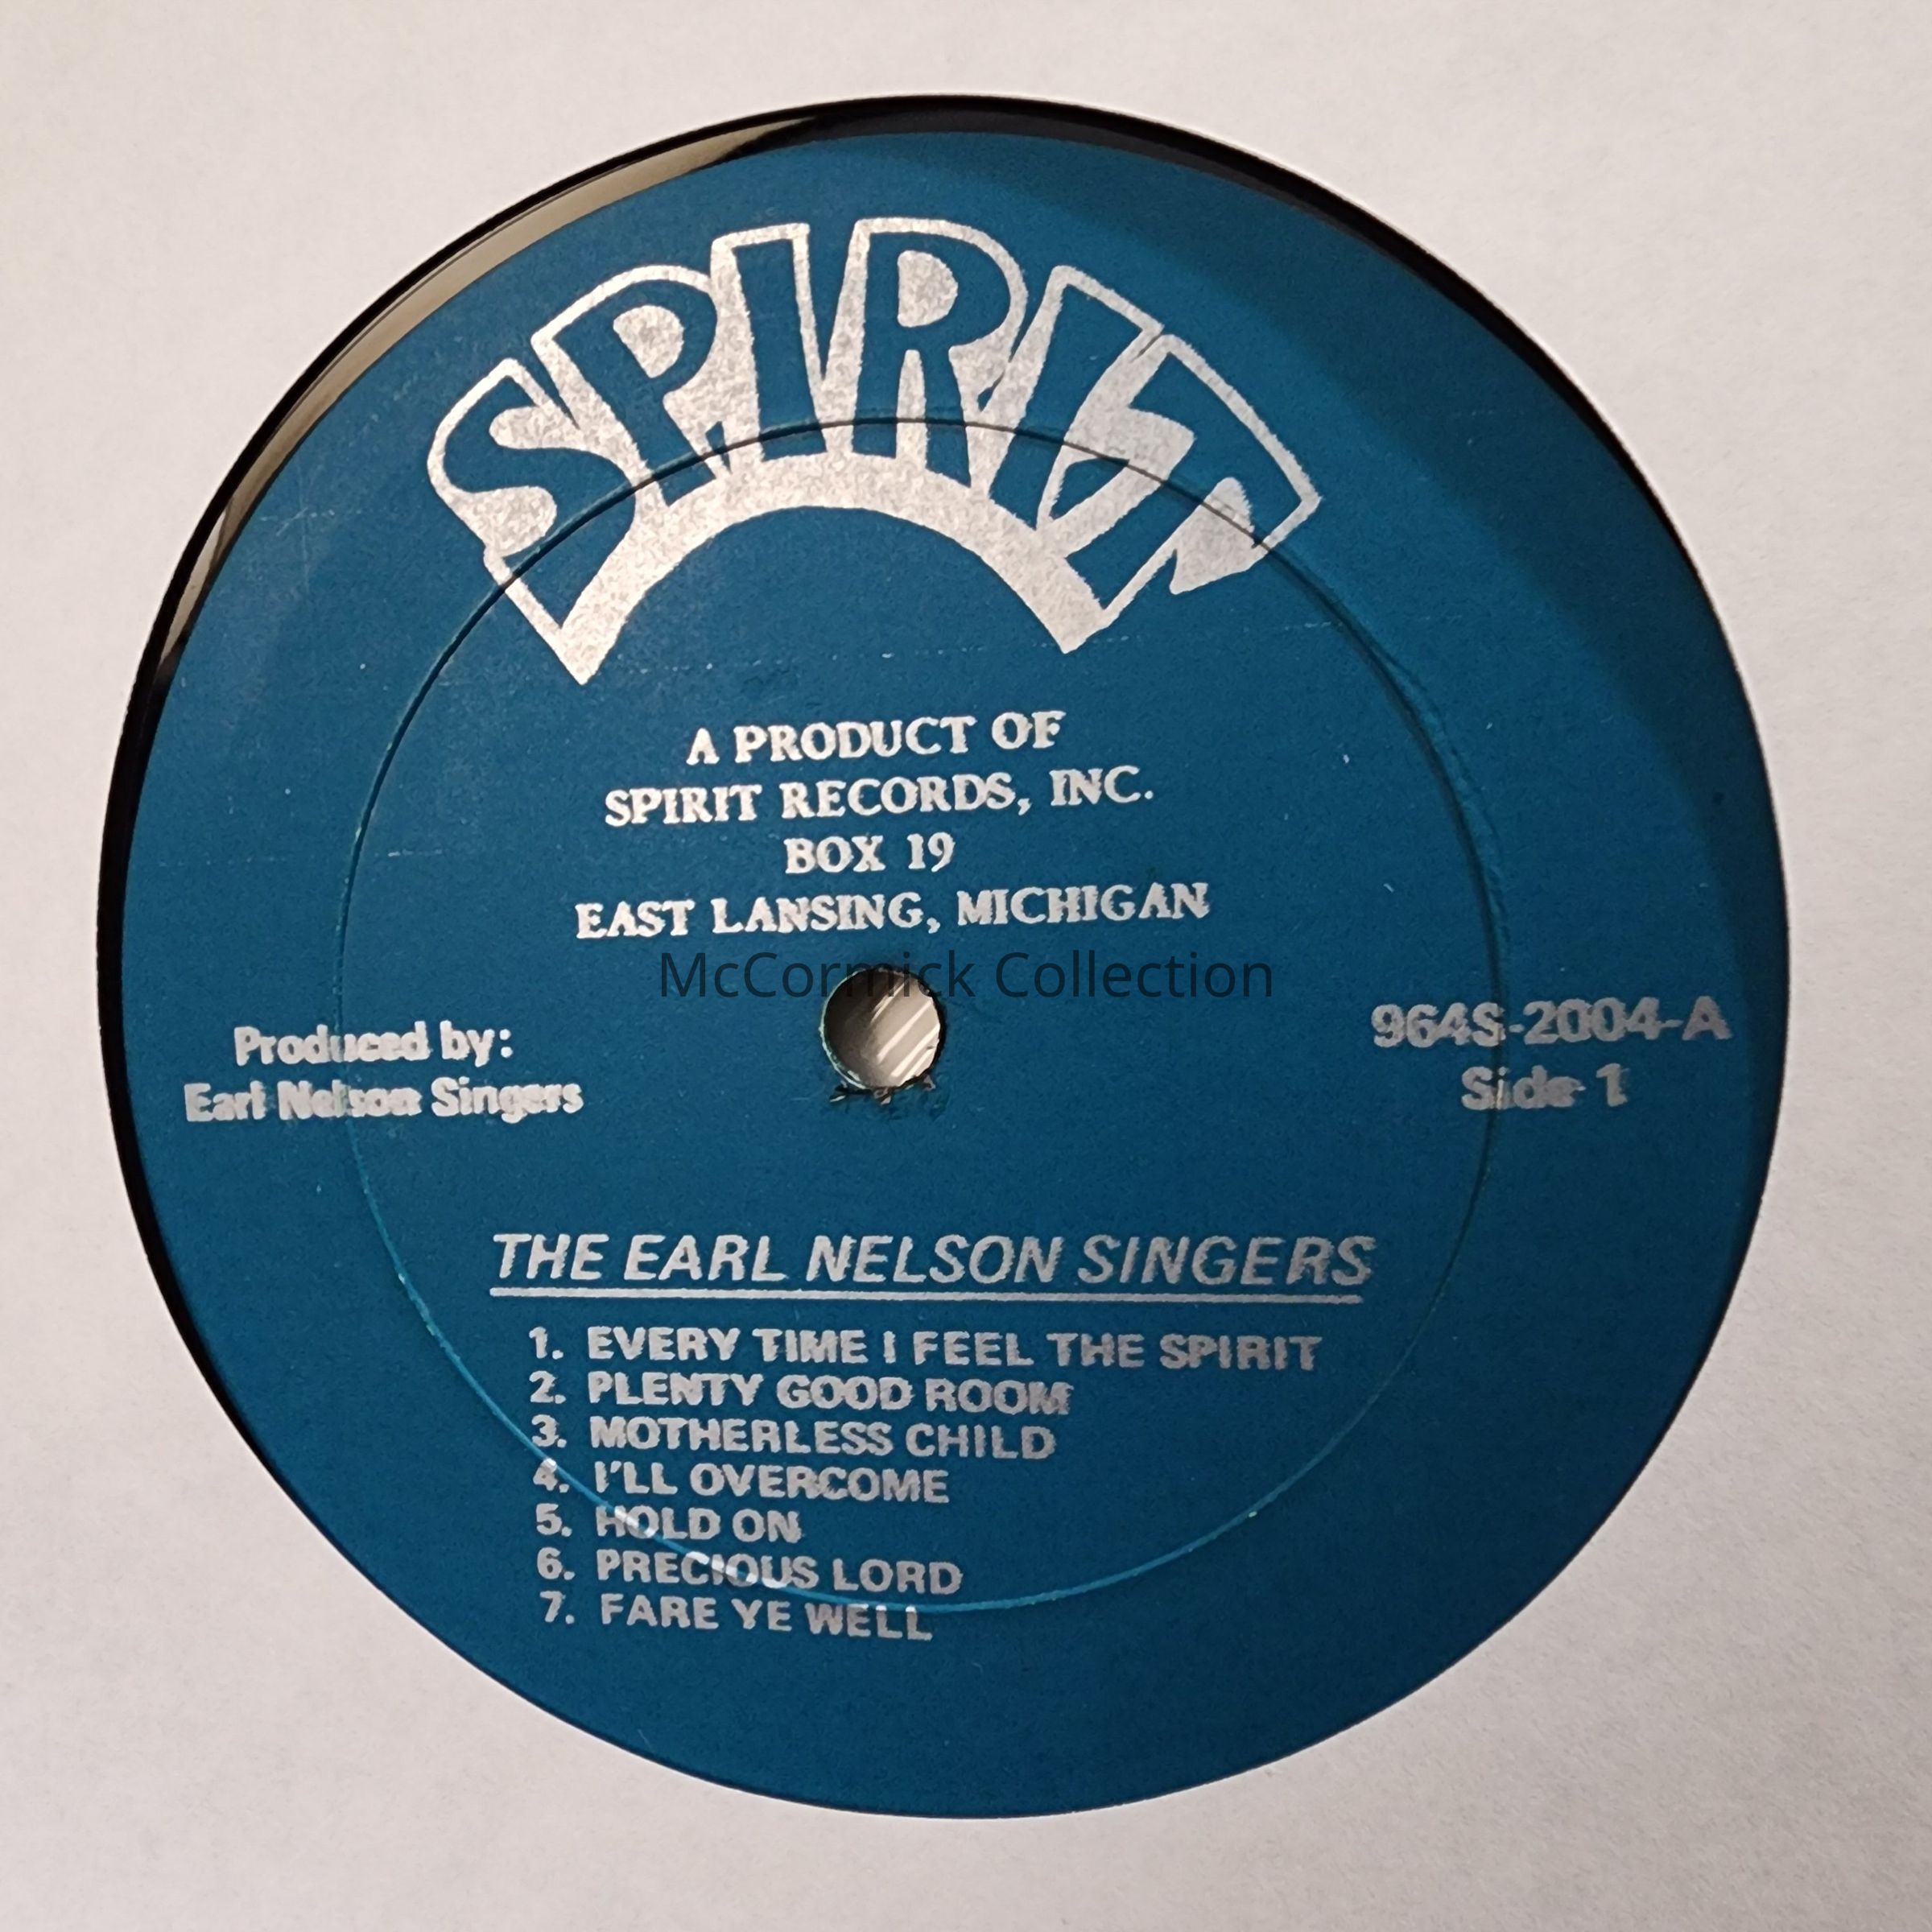 SPIRIT
A PRODUCT OF
SPIRIT RECORDS, INC.
BOX 19
EAST LANSING, MICHIGAN
McCormick Collection
Produced by:
Earl Nelson Singers
964S-2004-A
Side 1
THE EARL NELSON SINGERS
1. EVERY TIME I FEEL THE SPIRIT
2. PLENTY GOOD ROOM
3. MOTHERLESS CHILD
4. I'LL OVERCOME
5. HOLD ON
6. PRECIOUS LORD
7. FARE YE WELL